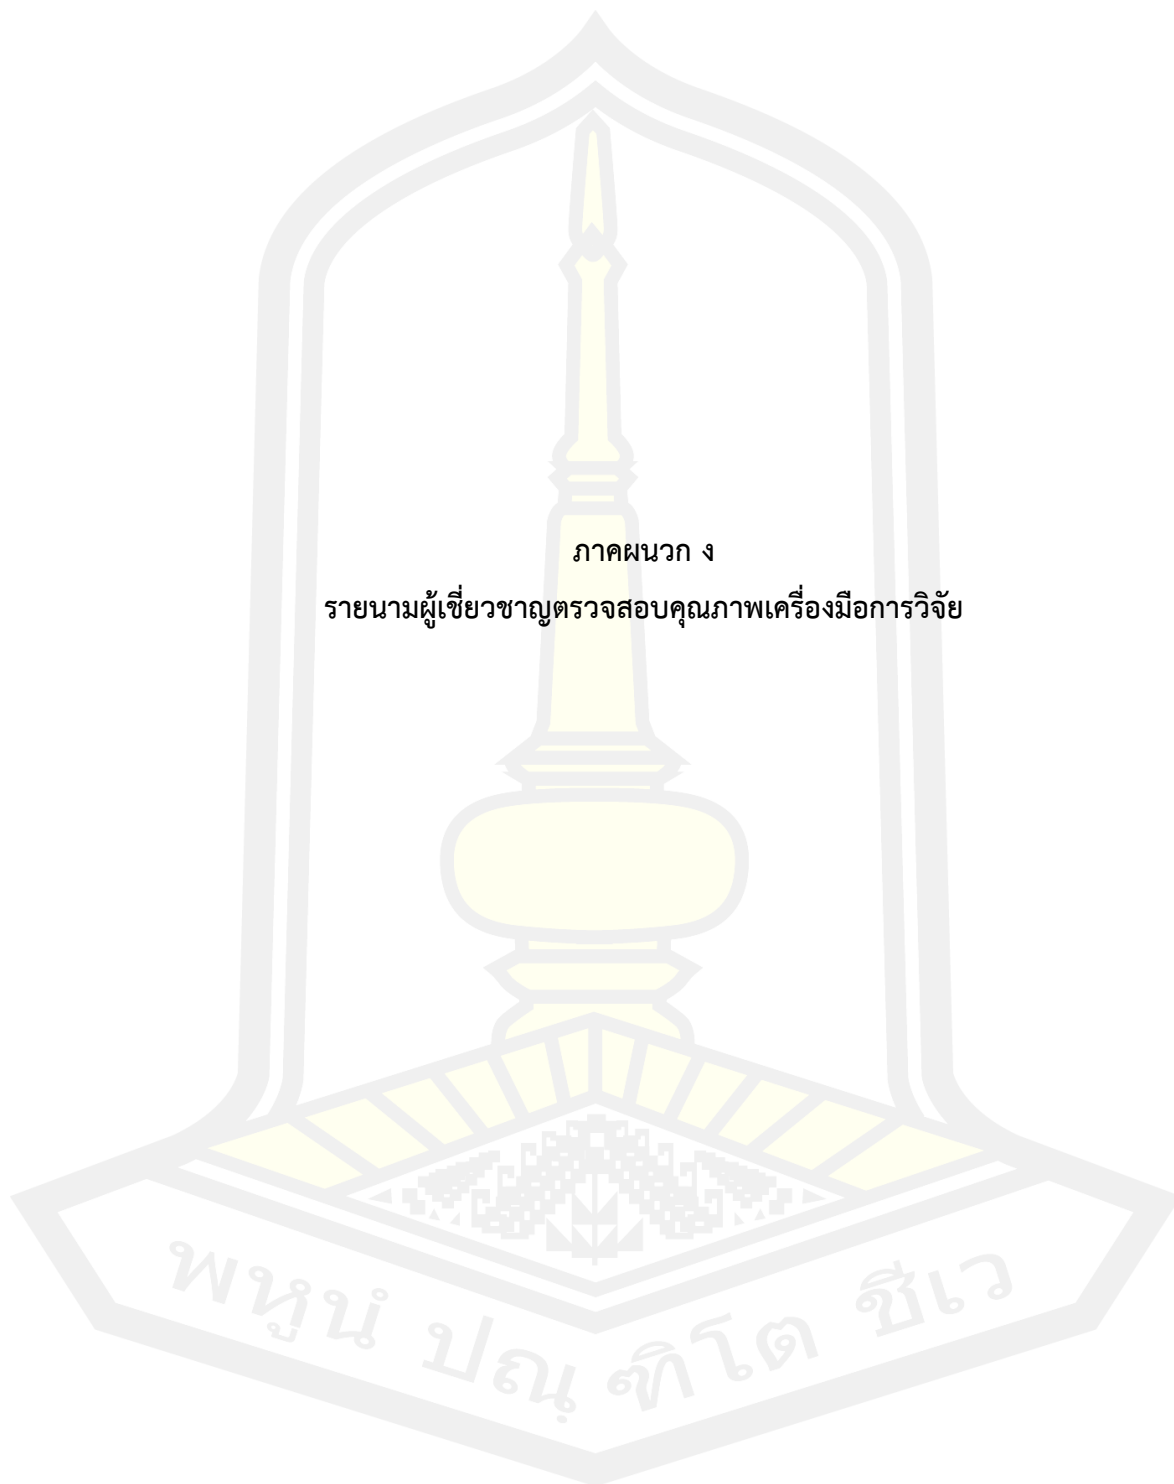 ภาคผนวก ง
รายนามผู้เชี่ยวชาญตรวจสอบคุณภาพเครื่องมือการวิจัย
พหูนํ ปณฺฑิโต ชีเว